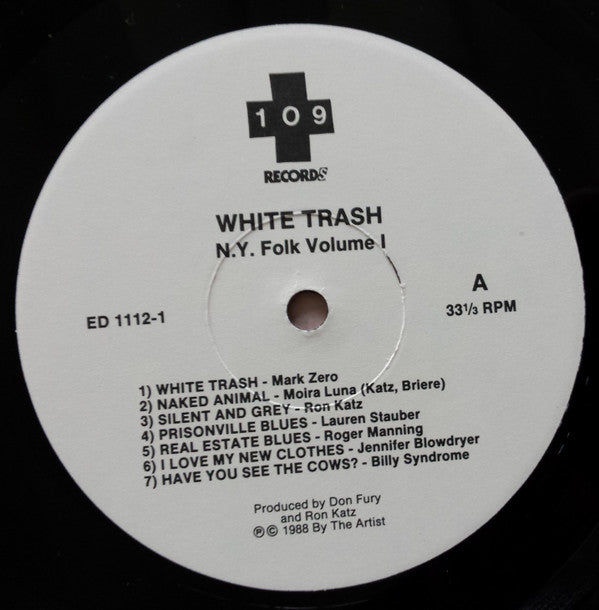 109
RECORDS
WHITE TRASH
N.Y. Folk Volume I
A
ED 1112-1
33⅓ RPM
1) WHITE TRASH - Mark Zero
2) NAKED ANIMAL - Moira Luna (Katz, Briere)
3) SILENT AND GREY - Ron Katz
4) PRISONVILLE BLUES - Lauren Stauber
5) REAL ESTATE BLUES - Roger Manning
6) I LOVE MY NEW CLOTHES - Jennifer Blowdryer
7) HAVE YOU SEE THE COWS? - Billy Syndrome
Produced by Don Fury
and Ron Katz
℗© 1988 By The Artist